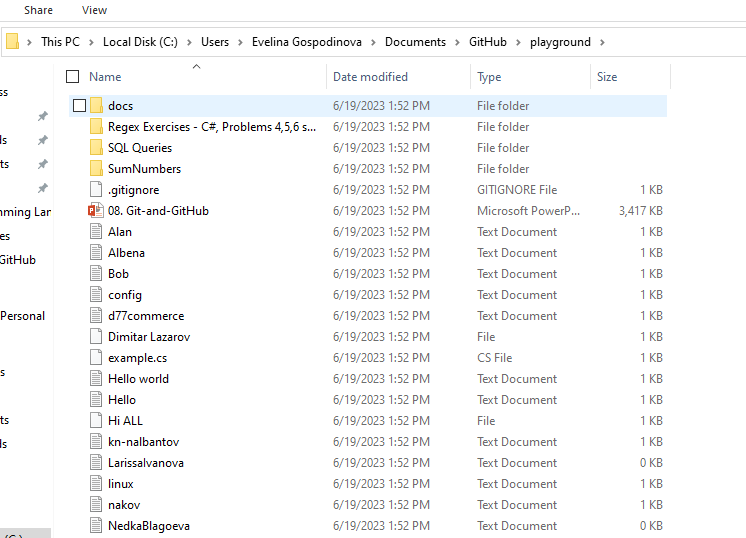 Share View
This PC > Local Disk (C:) > Users > Evelina Gospodinova > Documents > GitHub > playground >
Name Date modified Type Size
docs 6/19/2023 1:52 PM File folder
Regex Exercises - C#, Problems 4,5,6 s... 6/19/2023 1:52 PM File folder
SQL Queries 6/19/2023 1:52 PM File folder
SumNumbers 6/19/2023 1:52 PM File folder
.gitignore 6/19/2023 1:52 PM GITIGNORE File 1 KB
08. Git-and-GitHub 6/19/2023 1:52 PM Microsoft PowerP... 3,417 KB
mming Lan Alan 6/19/2023 1:52 PM Text Document 1 KB
Albena 6/19/2023 1:52 PM Text Document 1 KB
GitHub Bob 6/19/2023 1:52 PM Text Document 1 KB
config 6/19/2023 1:52 PM Text Document 1 KB
Personal d77commerce 6/19/2023 1:52 PM Text Document 1 KB
Dimitar Lazarov 6/19/2023 1:52 PM File 1 KB
example.cs 6/19/2023 1:52 PM CS File 1 KB
Hello world 6/19/2023 1:52 PM Text Document 1 KB
Hello 6/19/2023 1:52 PM Text Document 1 KB
Hi ALL 6/19/2023 1:52 PM File 1 KB
kn-nalbantov 6/19/2023 1:52 PM Text Document 1 KB
LarissaIvanova 6/19/2023 1:52 PM Text Document 0 KB
linux 6/19/2023 1:52 PM Text Document 1 KB
nakov 6/19/2023 1:52 PM Text Document 1 KB
NedkaBlagoeva 6/19/2023 1:52 PM Text Document 0 KB